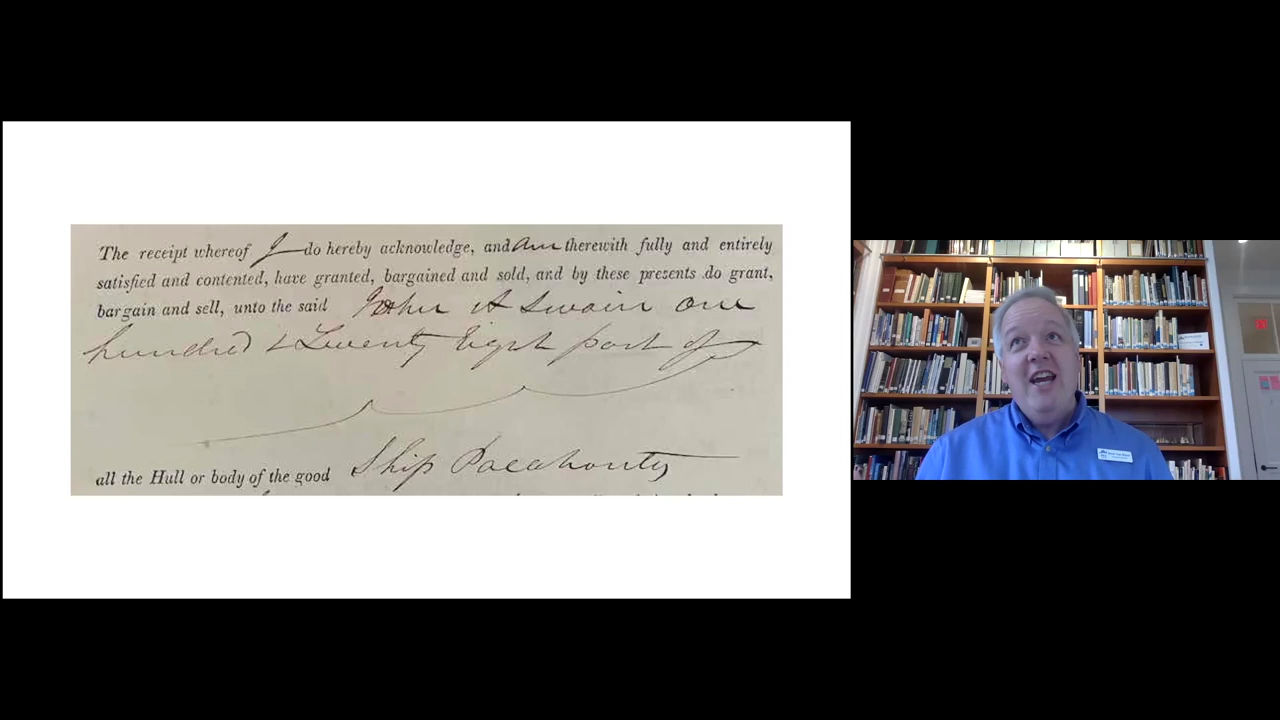 The receipt whereof I do hereby acknowledge, and am therewith fully and entirely
satisfied and contented, have granted, bargained and sold, and by these presents do grant,
bargain and sell, unto the said John A Swain one
hundred & Twenty Eight part of
all the Hull or body of the good Ship Pocahontas